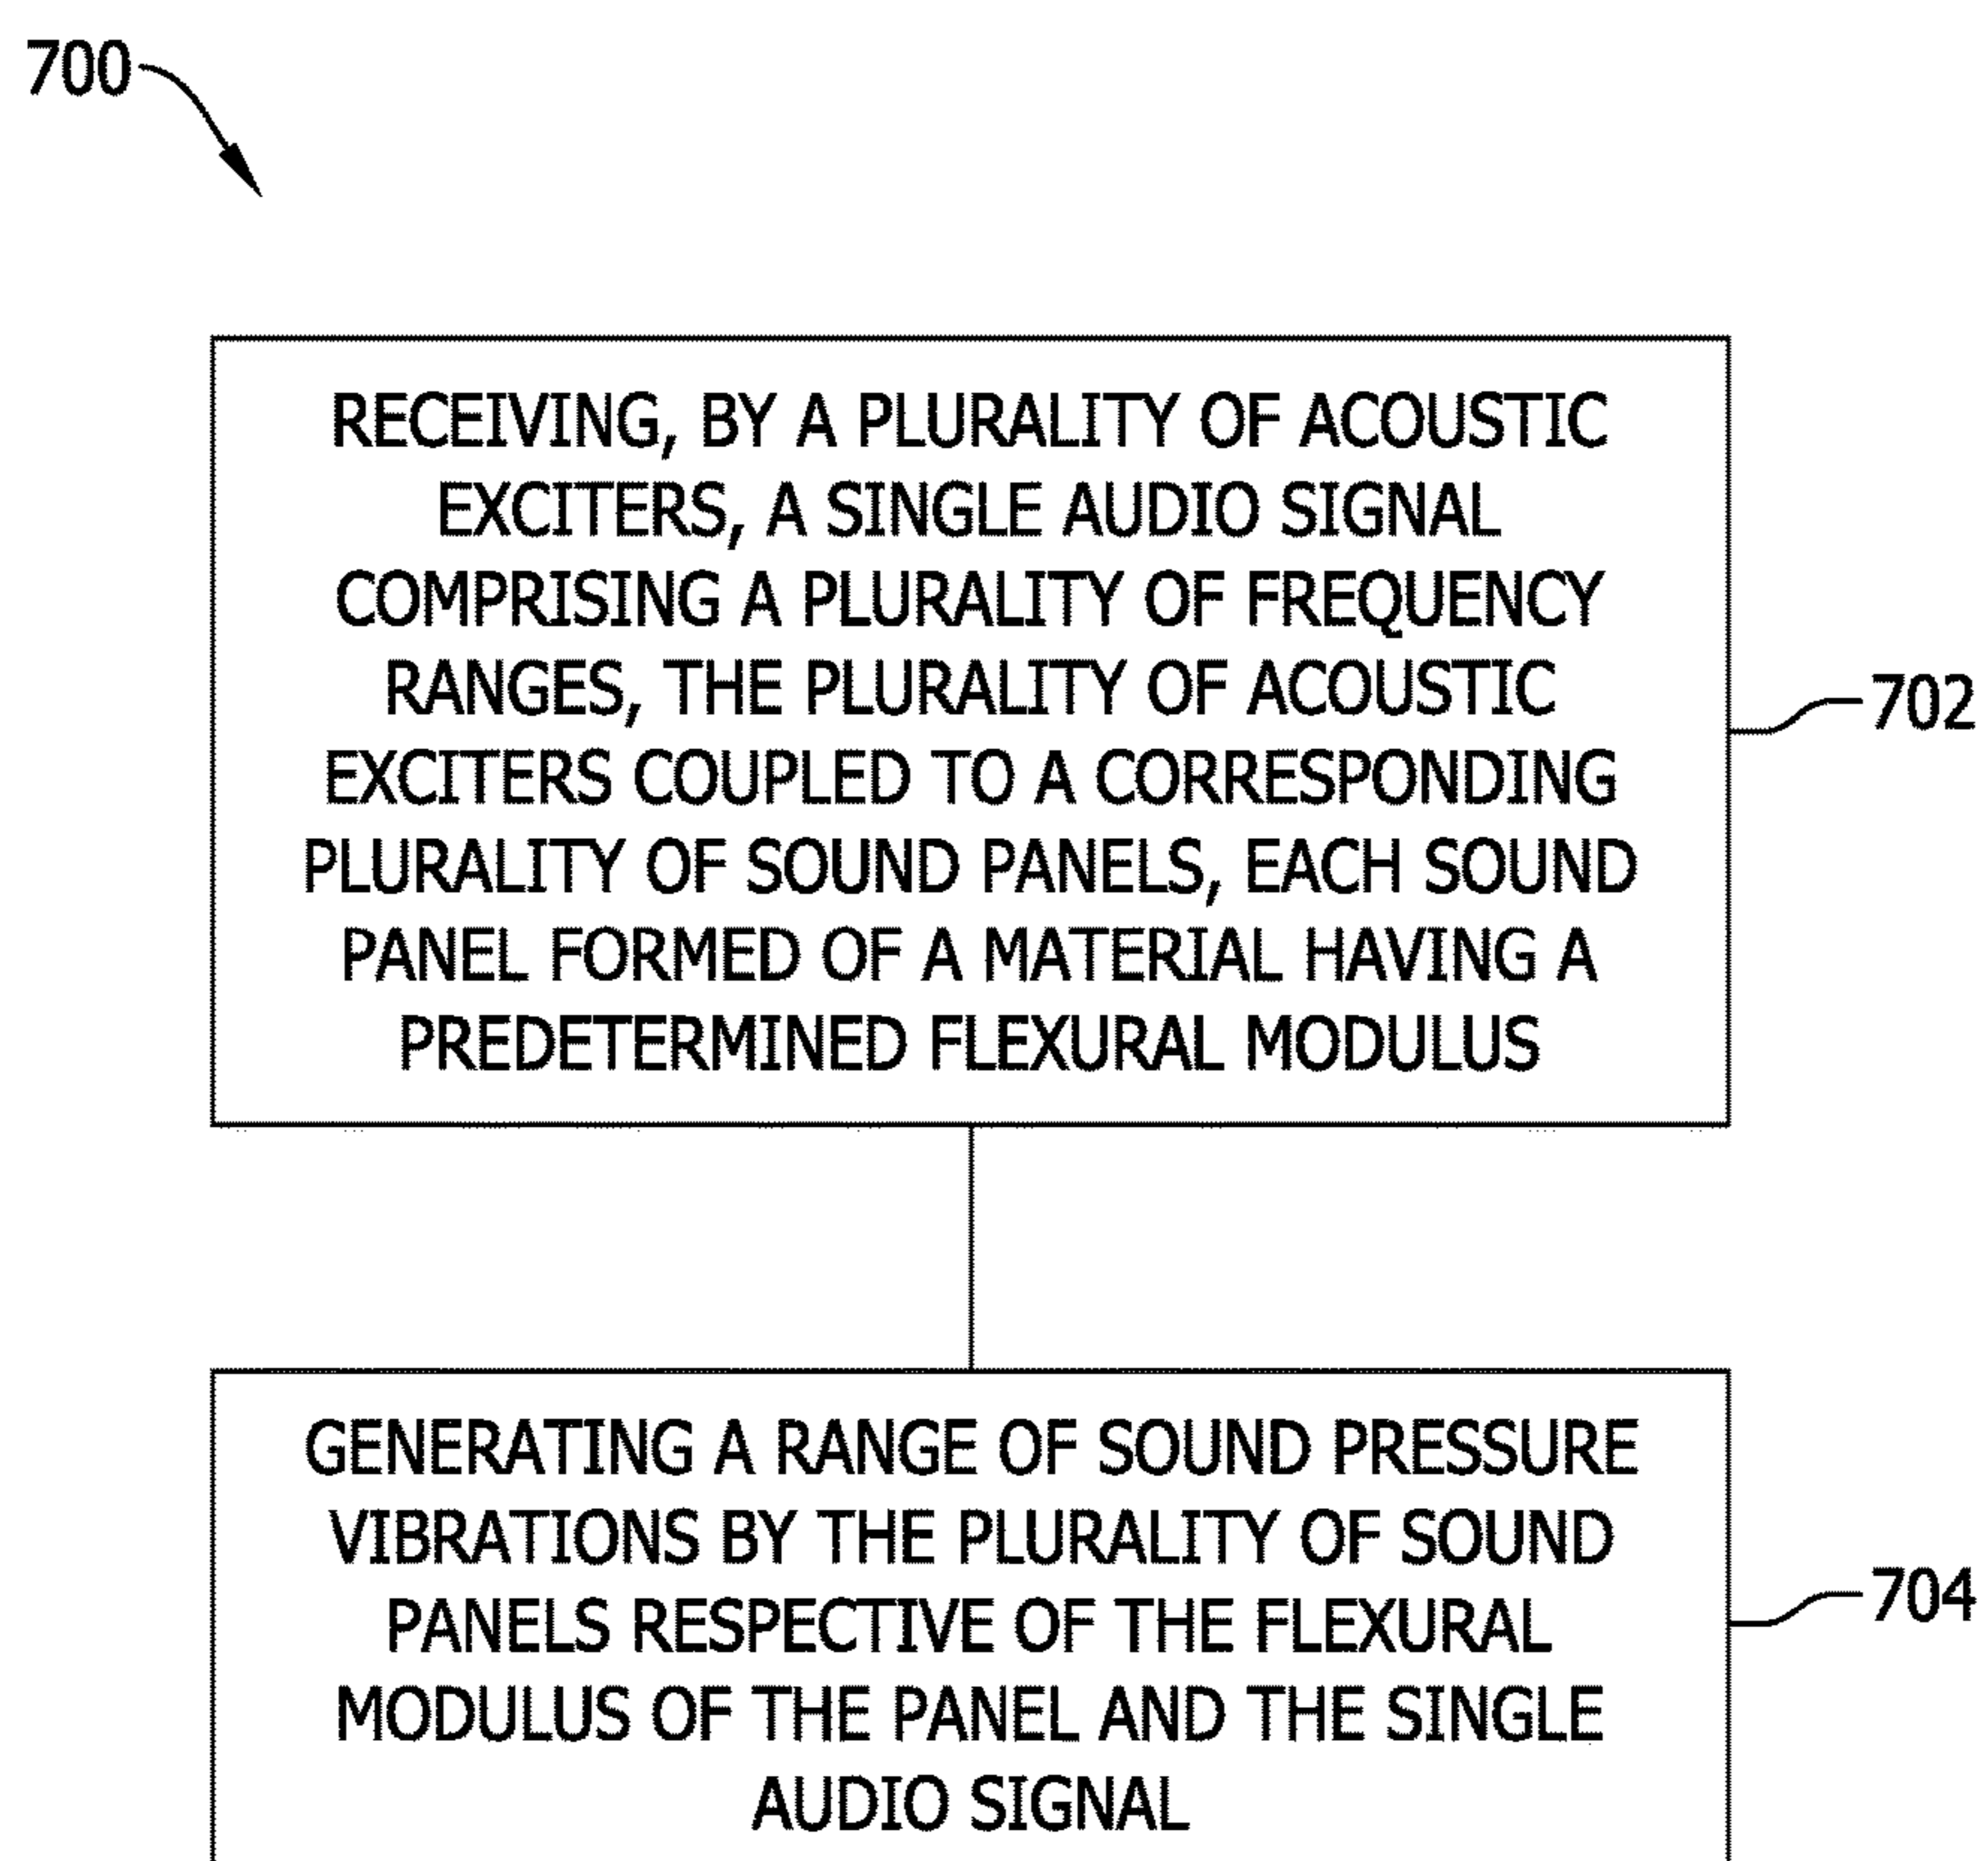 700
RECEIVING, BY A PLURALITY OF ACOUSTIC
EXCITERS, A SINGLE AUDIO SIGNAL
COMPRISING A PLURALITY OF FREQUENCY
RANGES, THE PLURALITY OF ACOUSTIC
EXCITERS COUPLED TO A CORRESPONDING
PLURALITY OF SOUND PANELS, EACH SOUND
PANEL FORMED OF A MATERIAL HAVING A
PREDETERMINED FLEXURAL MODULUS
702
GENERATING A RANGE OF SOUND PRESSURE
VIBRATIONS BY THE PLURALITY OF SOUND
PANELS RESPECTIVE OF THE FLEXURAL
MODULUS OF THE PANEL AND THE SINGLE
AUDIO SIGNAL
704